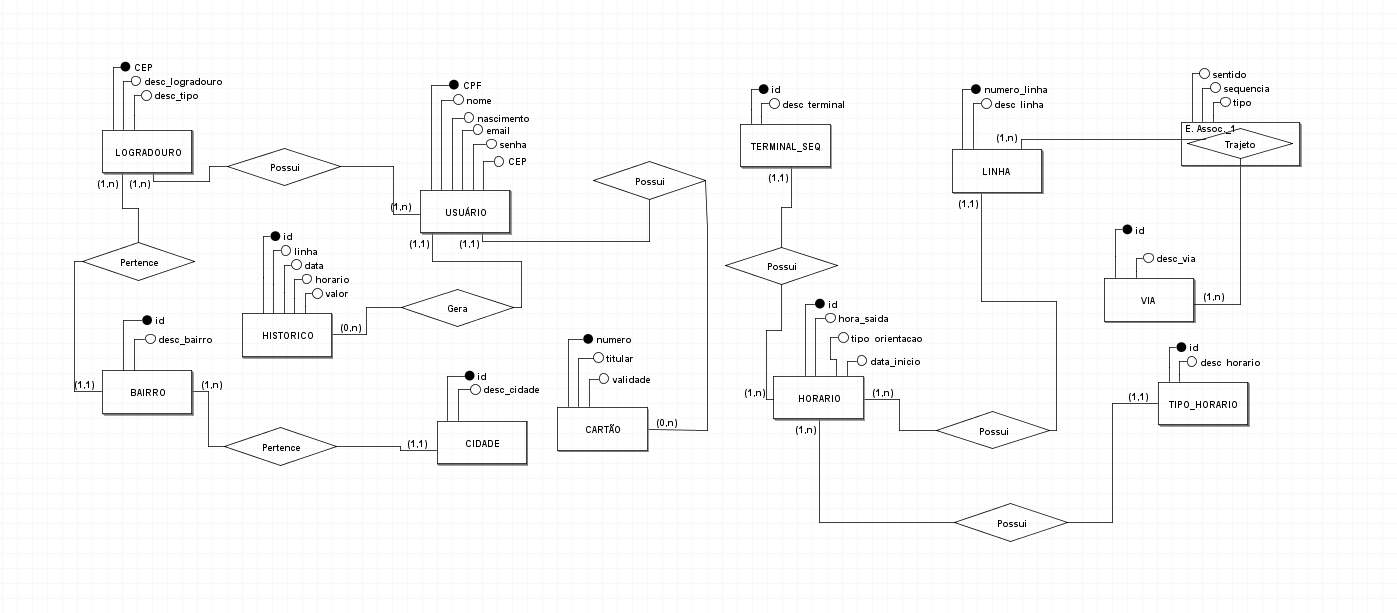 CEP
desc_logradouro
desc_tipo
LOGRADOURO
(1,n)
(1,n)
Possui
CPF
nome
nascimento
email
senha
CEP
(1,n)
USUÁRIO
(1,1)
(1,1)
Possui
Pertence
id
linha
data
horario
valor
HISTORICO
(0,n)
Gera
id
desc_bairro
(1,1)
BAIRRO
(1,n)
Pertence
id
desc_cidade
(1,1)
CIDADE
numero
titular
validade
CARTÃO
(0,n)
id
desc terminal
TERMINAL_SEQ
(1,1)
Possui
id
hora_saida
tipo orientacao
data_inicio
(1,n)
HORARIO
(1,n)
(1,n)
numero_linha
desc linha
(1,n)
LINHA
(1,1)
Possui
sentido
sequencia
tipo
E. Assoc._1
Trajeto
id
desc_via
VIA
(1,n)
id
desc horario
(1,1)
TIPO_HORARIO
Possui